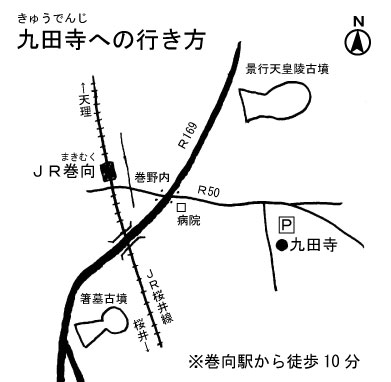 きゅうでんじ
九田寺への行き方
N
景行天皇陵古墳
←天理
R169
まきむく
JR巻向
巻野内
R50
病院
P
九田寺
箸墓古墳
JR桜井線
桜井→
※巻向駅から徒歩10分